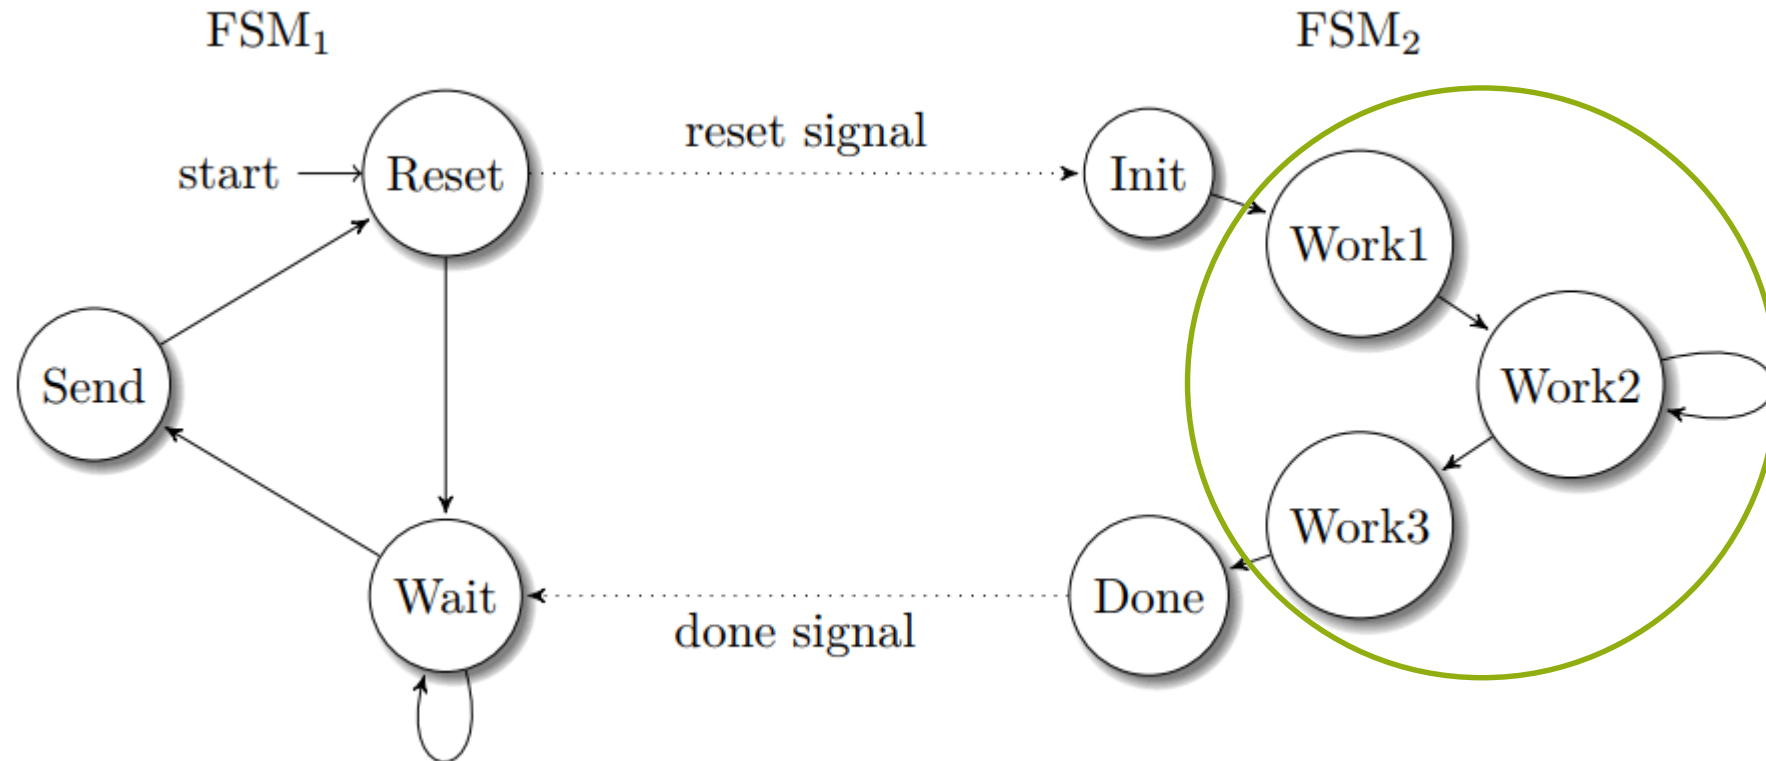 FSM₁
FSM₂
start
Reset
reset signal
Init
Work1
Send
Work2
Work3
Wait
done signal
Done